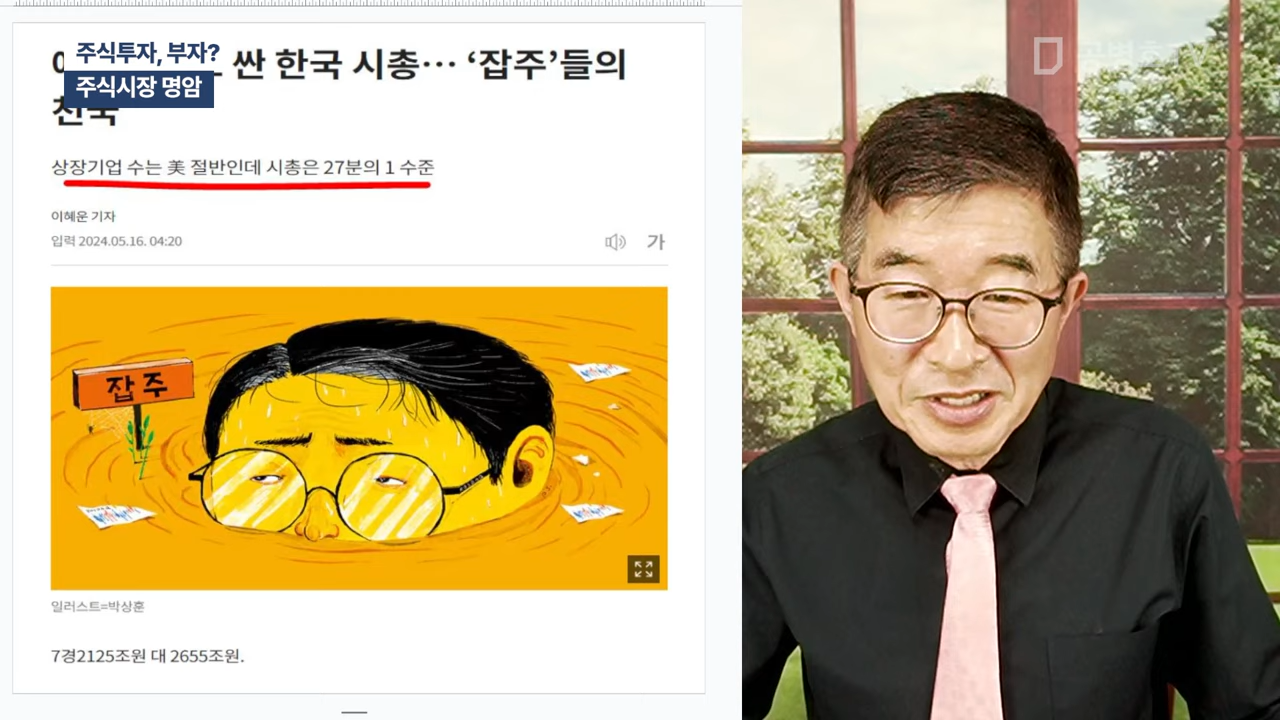 주식투자, 부자?
주식시장 명암
싼 한국 시총… ‘잡주’들의
천국
상장기업 수는 美 절반인데 시총은 27분의 1 수준
이혜운 기자
입력 2024.05.16. 04:20
가
잡주
일러스트=박상훈
7경2125조원 대 2655조원.